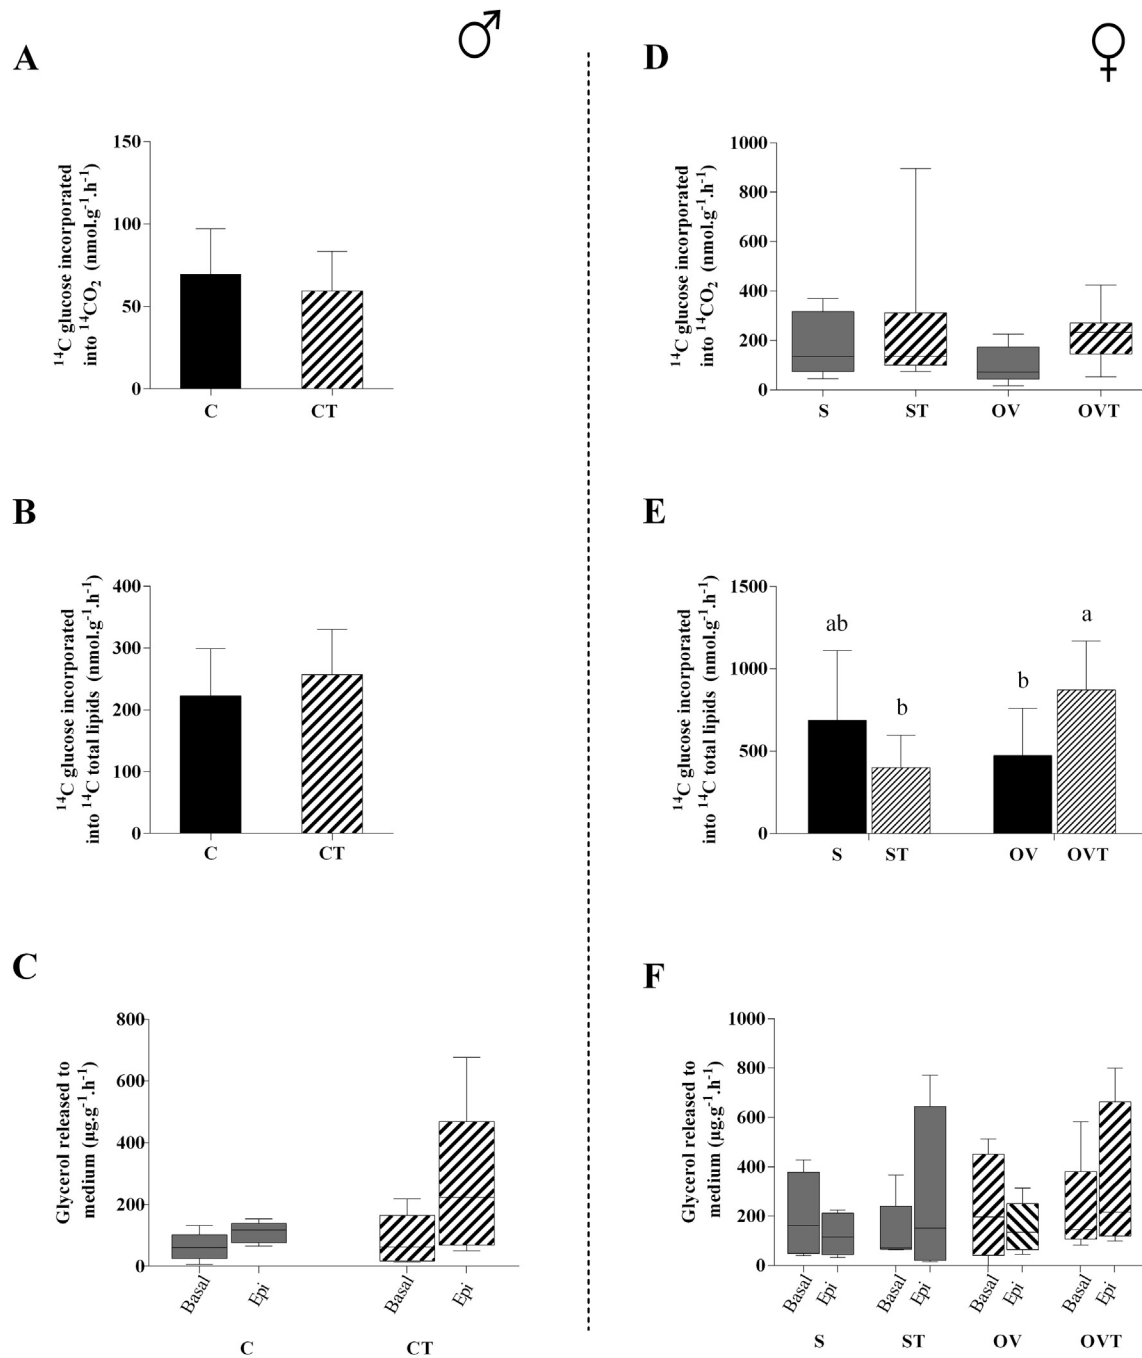 A
¹⁴C glucose incorporated
into ¹⁴CO₂ (nmol.g⁻¹.h⁻¹)
150
100
50
0
C CT
B
¹⁴C glucose incorporated
into ¹⁴C total lipids (nmol.g⁻¹.h⁻¹)
400
300
200
100
0
C CT
C
Glycerol released to
medium (µg.g⁻¹.h⁻¹)
800
600
400
200
0
Basal Epi Basal Epi
C CT
D
¹⁴C glucose incorporated
into ¹⁴CO₂ (nmol.g⁻¹.h⁻¹)
1000
800
600
400
200
0
S ST OV OVT
E
¹⁴C glucose incorporated
into ¹⁴C total lipids (nmol.g⁻¹.h⁻¹)
1500
1000
500
0
ab b b a
S ST OV OVT
F
Glycerol released to
medium (µg.g⁻¹.h⁻¹)
1000
800
600
400
200
0
Basal Epi Basal Epi Basal Epi Basal Epi
S ST OV OVT